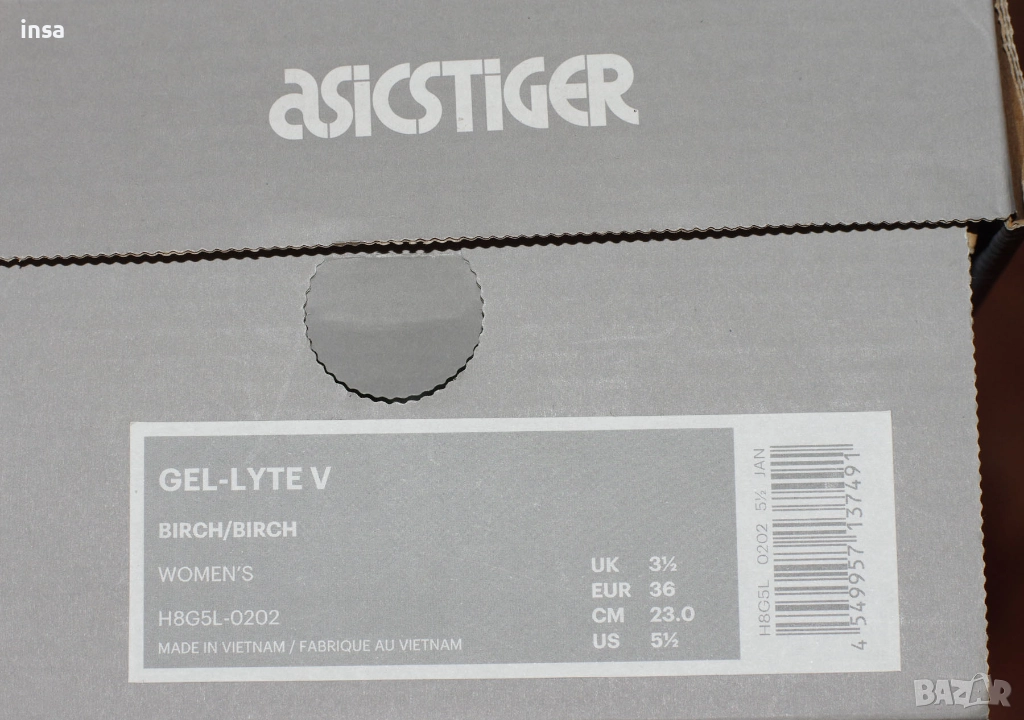 insa
asicsTIGER
GEL-LYTE V
BIRCH/BIRCH
WOMEN'S
H8G5L-0202
MADE IN VIETNAM / FABRIQUE AU VIETNAM
UK 3½
EUR 36
CM 23.0
US 5½
H8G5L 0202 5½ JAN
4 549957 137491
BAZAR